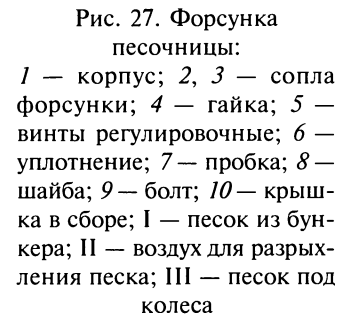 Рис. 27. Форсунка
песочницы:
1 — корпус; 2, 3 — сопла
форсунки; 4 — гайка; 5 —
винты регулировочные; 6 —
уплотнение; 7 — пробка; 8 —
шайба; 9 — болт; 10 — крыш-
ка в сборе; I — песок из бун-
кера; II — воздух для разрых-
ления песка; III — песок под
колеса